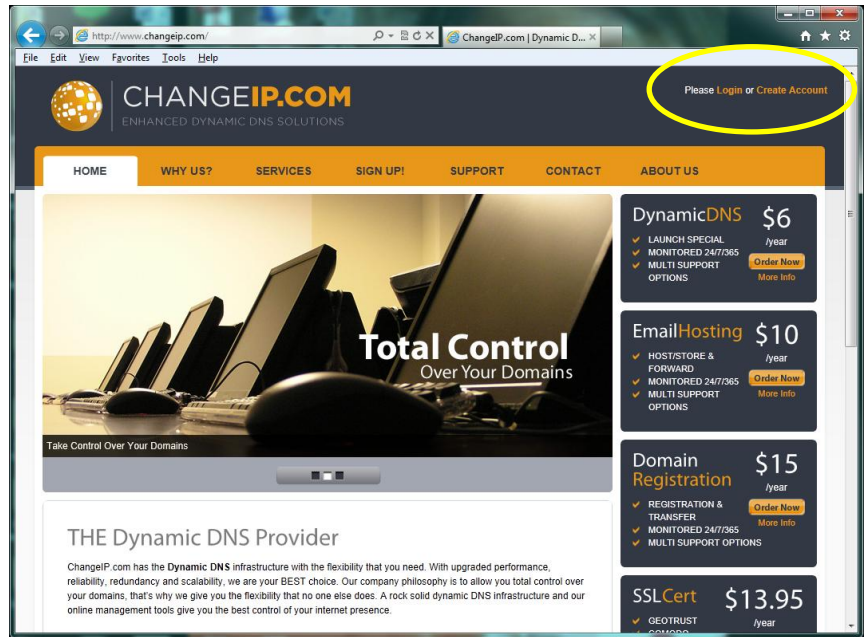 http://www.changeip.com/
ChangeIP.com | Dynamic D...
File Edit View Favorites Tools Help
CHANGEIP.COM
ENHANCED DYNAMIC DNS SOLUTIONS
Please Login or Create Account
HOME WHY US? SERVICES SIGN UP! SUPPORT CONTACT ABOUT US
Total Control
Over Your Domains
Take Control Over Your Domains
THE Dynamic DNS Provider
ChangeIP.com has the Dynamic DNS infrastructure with the flexibility that you need. With upgraded performance,
reliability, redundancy and scalability, we are your BEST choice. Our company philosophy is to allow you total control over
your domains, that's why we give you the flexibility that no one else does. A rock solid dynamic DNS infrastructure and our
online management tools give you the best control of your internet presence.
DynamicDNS $6
/year
LAUNCH SPECIAL
MONITORED 24/7/365
MULTI SUPPORT
OPTIONS
Order Now
More Info
EmailHosting $10
/year
HOST/STORE &
FORWARD
MONITORED 24/7/365
MULTI SUPPORT
OPTIONS
Order Now
More Info
Domain
Registration
$15
/year
REGISTRATION &
TRANSFER
MONITORED 24/7/365
MULTI SUPPORT OPTIONS
Order Now
More Info
SSLCert $13.95
/year
GEOTRUST